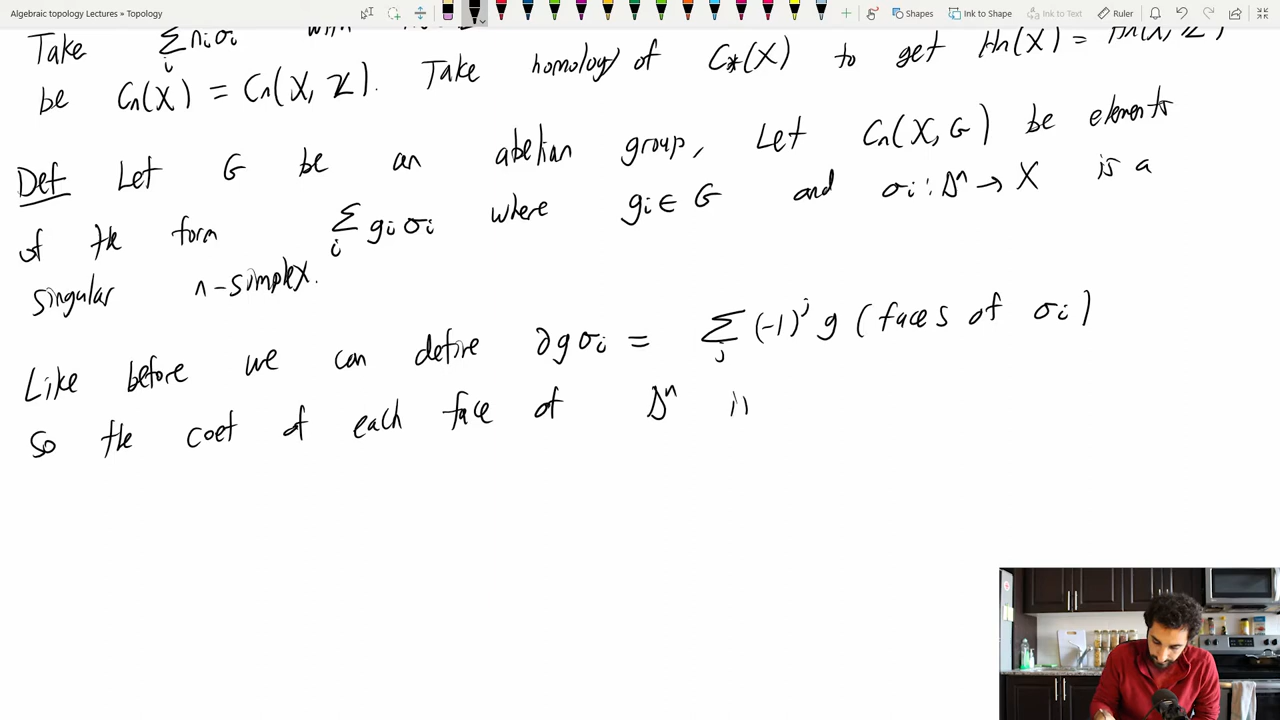 Algebraic topology Lectures » Topology
Shapes
Ink to Shape
Ink to Text
Ruler
Take Σ niσi with
i
be Cn(X) = Cn(X, ℤ). Take homology of C*(X) to get Hn(X) = Hn(X, ℤ)
Def Let G be an abelian group, Let Cn(X, G) be elements
of the form Σ giσi where gi ∈ G and σi : Δⁿ → X is a
i
singular n-simplex.
Like before we can define ∂gσi = Σ (-1)ʲ g (faces of σi)
j
So the coef of each face of Δⁿ